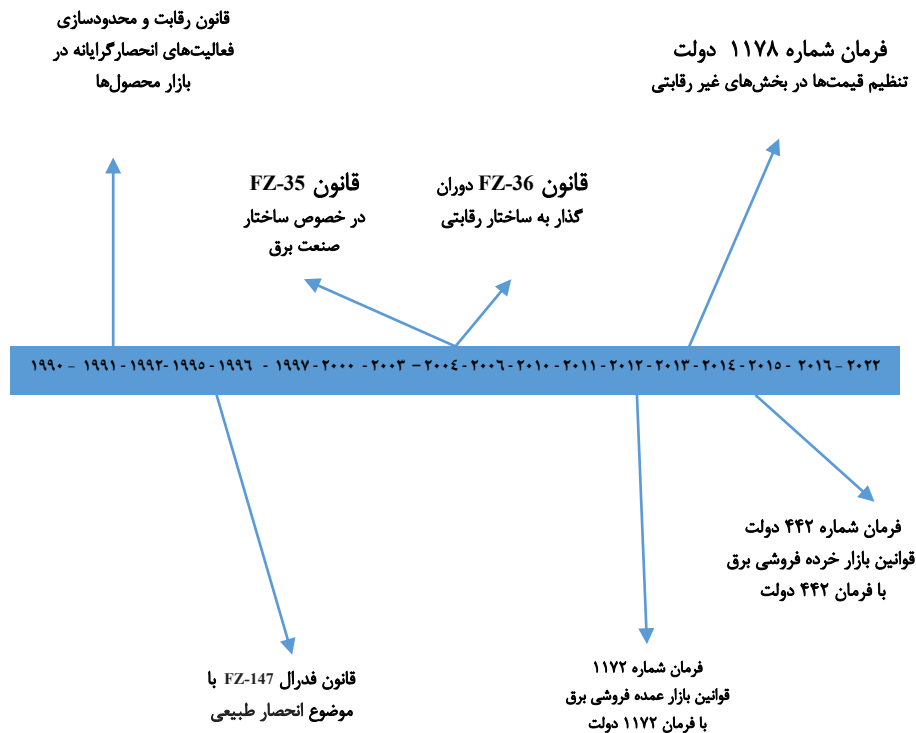 قانون رقابت و محدودسازی
فعالیت‌های انحصارگرایانه در
بازار محصول‌ها
فرمان شماره ۱۱۷۸ دولت
تنظیم قیمت‌ها در بخش‌های غیر رقابتی
قانون FZ-35
در خصوص ساختار
صنعت برق
قانون FZ-36 دوران
گذار به ساختار رقابتی
۱۹۹۰ - ۱۹۹۱ - ۱۹۹۲- ۱۹۹۵ - ۱۹۹۶ - ۱۹۹۷ - ۲۰۰۰ - ۲۰۰۳ – ۲۰۰٤ - ۲۰۰٦ - ۲۰۱۰ - ۲۰۱۱ - ۲۰۱۲ - ۲۰۱۳ - ۲۰۱٤ - ۲۰۱۵ - ۲۰۱٦ – ۲۰۲۲
فرمان شماره ۴۴۲ دولت
قوانین بازار خرده فروشی برق
با فرمان ۴۴۲ دولت
قانون فدرال FZ-147 با
موضوع انحصار طبیعی
فرمان شماره ۱۱۷۲
قوانین بازار عمده فروشی برق
با فرمان ۱۱۷۲ دولت